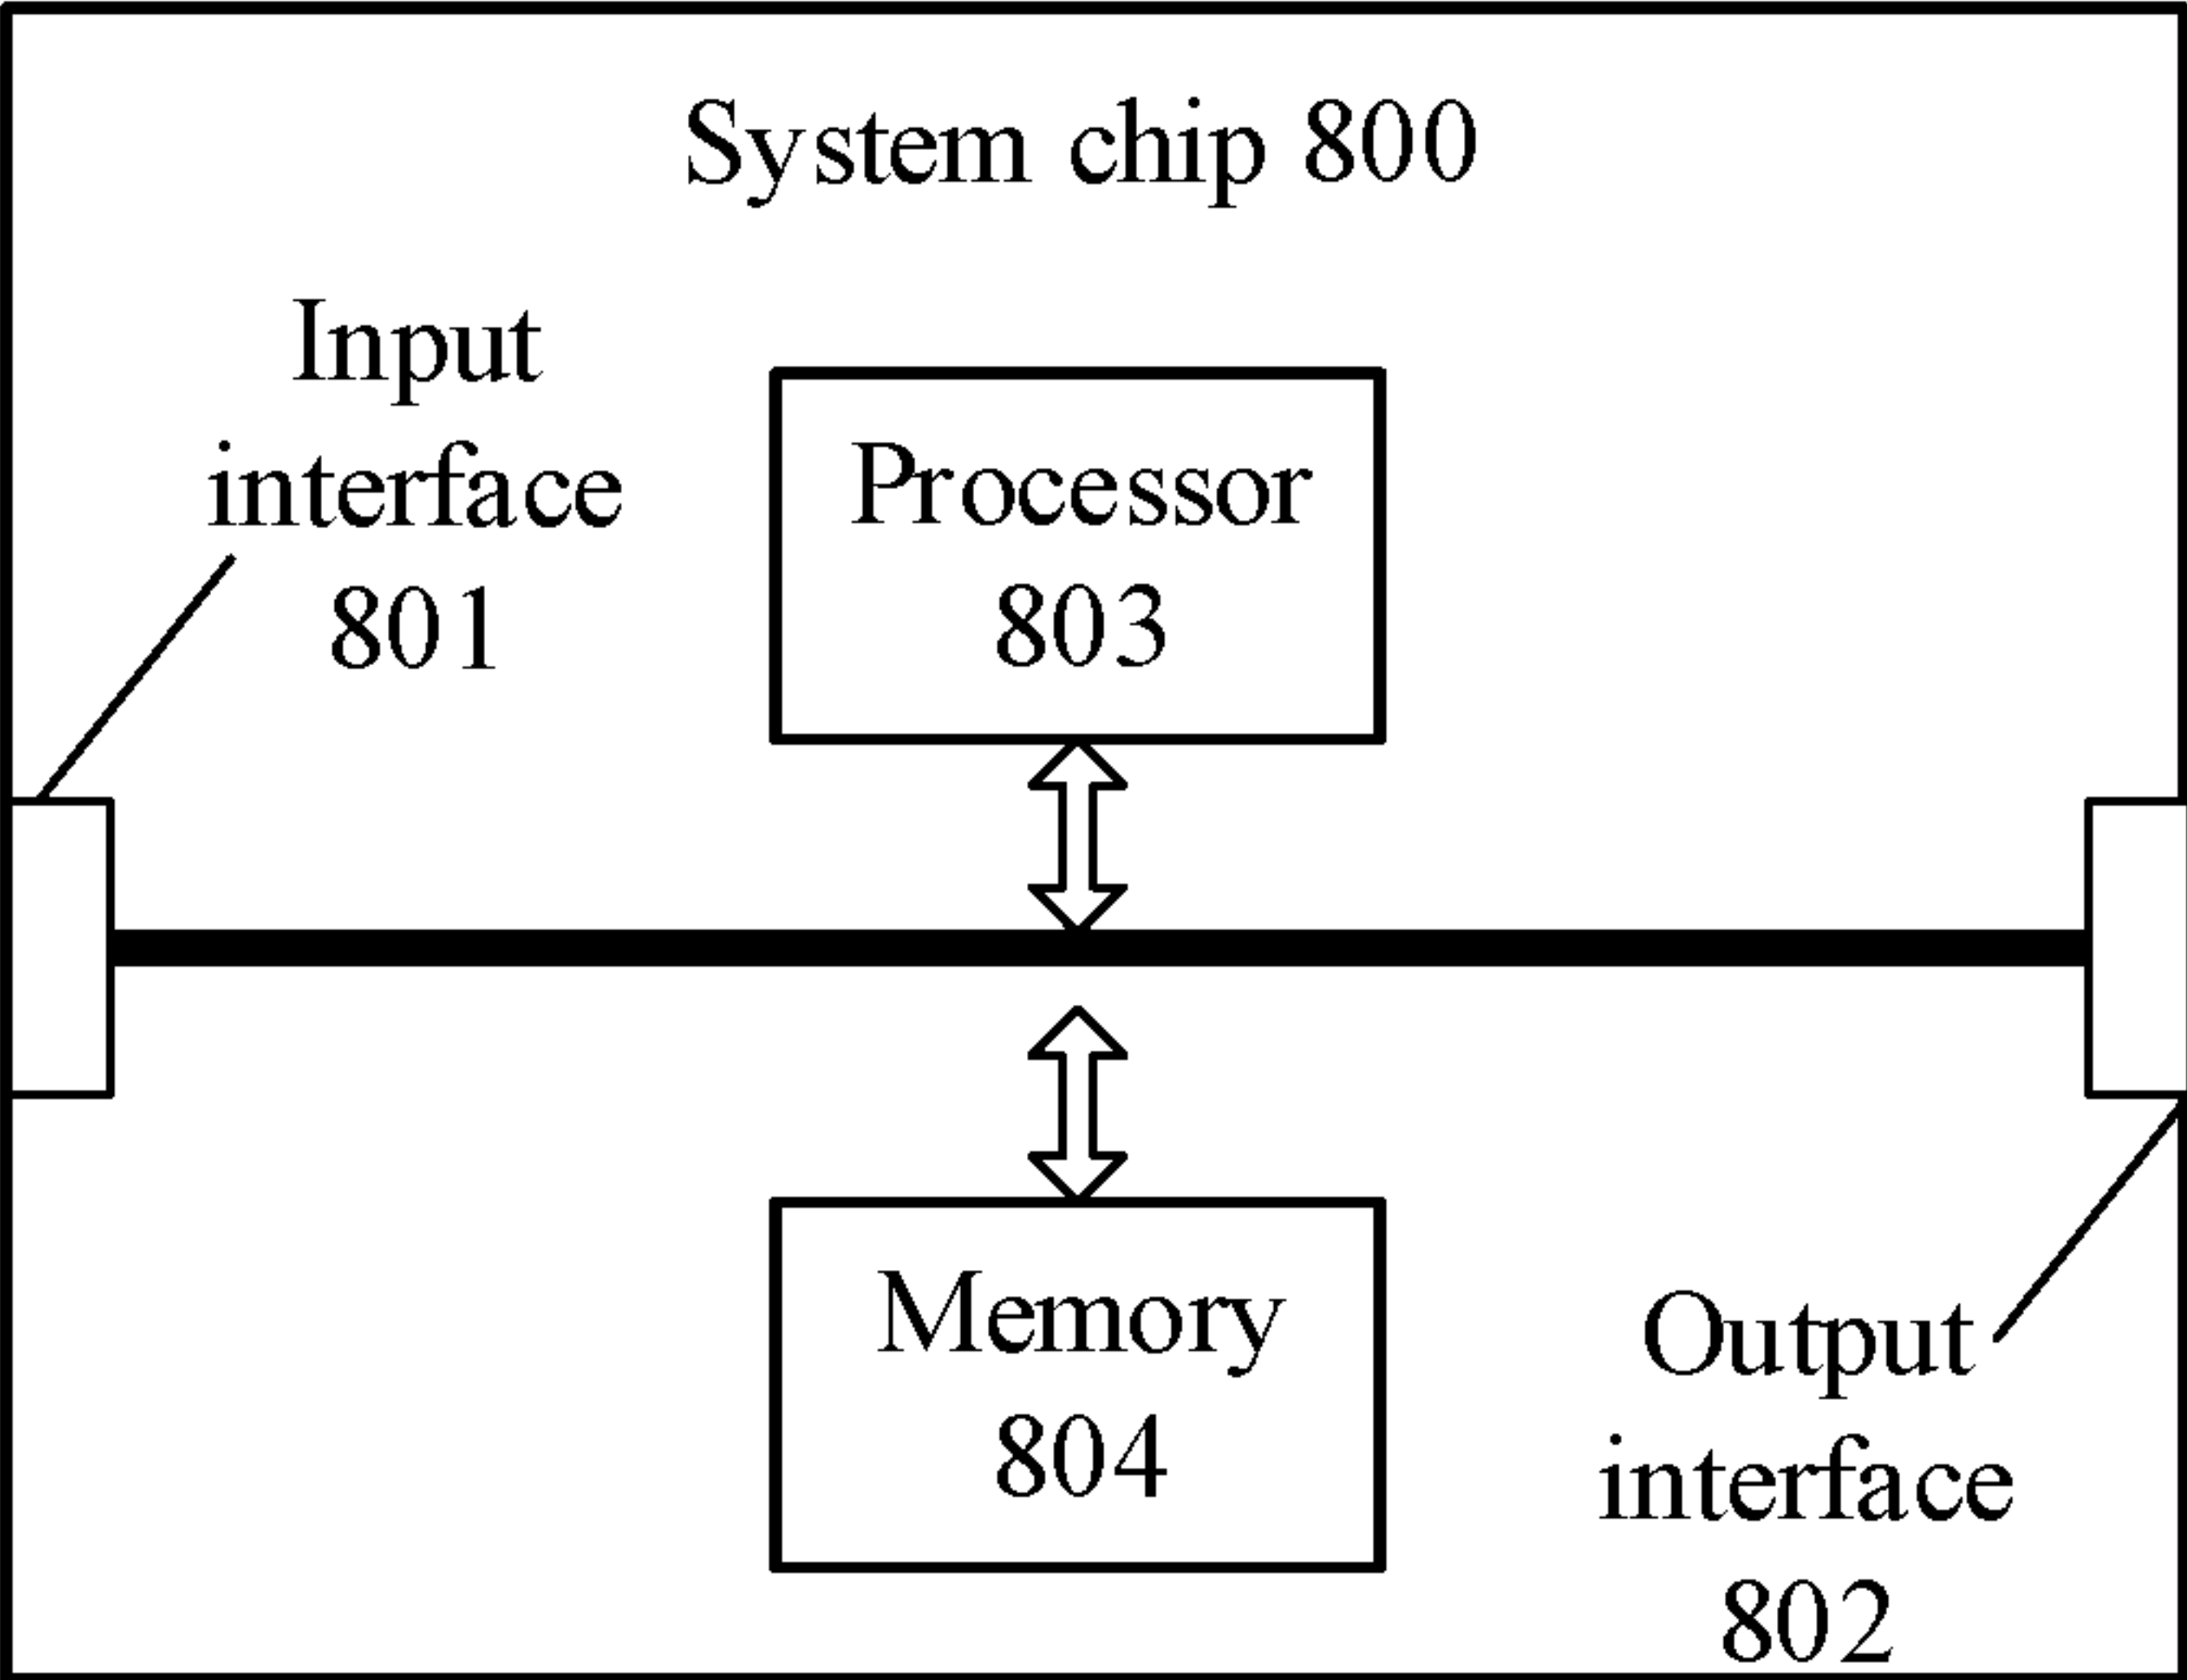 System chip 800
Input
interface
801
Processor
803
Memory
804
Output
interface
802